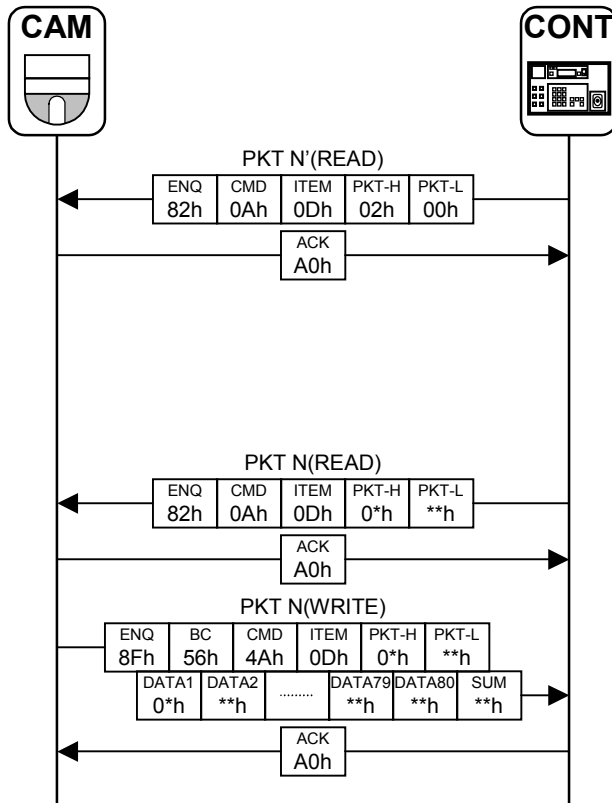 CAM CONT
PKT N’(READ)
ENQ CMD ITEM PKT-H PKT-L
82h 0Ah 0Dh 02h 00h
ACK
A0h
PKT N(READ)
ENQ CMD ITEM PKT-H PKT-L
82h 0Ah 0Dh 0*h **h
ACK
A0h
PKT N(WRITE)
ENQ BC CMD ITEM PKT-H PKT-L
8Fh 56h 4Ah 0Dh 0*h **h
DATA1 DATA2 ......... DATA79 DATA80 SUM
0*h **h **h **h **h
ACK
A0h